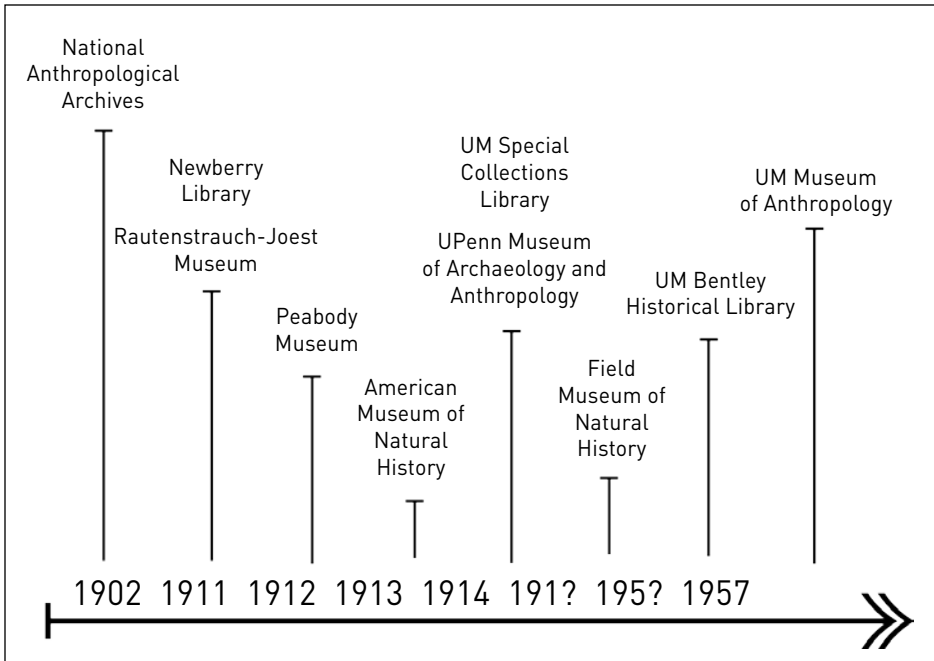 National
Anthropological
Archives
Newberry
Library
Rautenstrauch-Joest
Museum
Peabody
Museum
American
Museum of
Natural
History
UM Special
Collections
Library
UPenn Museum
of Archaeology and
Anthropology
Field
Museum of
Natural
History
UM Bentley
Historical Library
UM Museum
of Anthropology
1902 1911 1912 1913 1914 191? 195? 1957